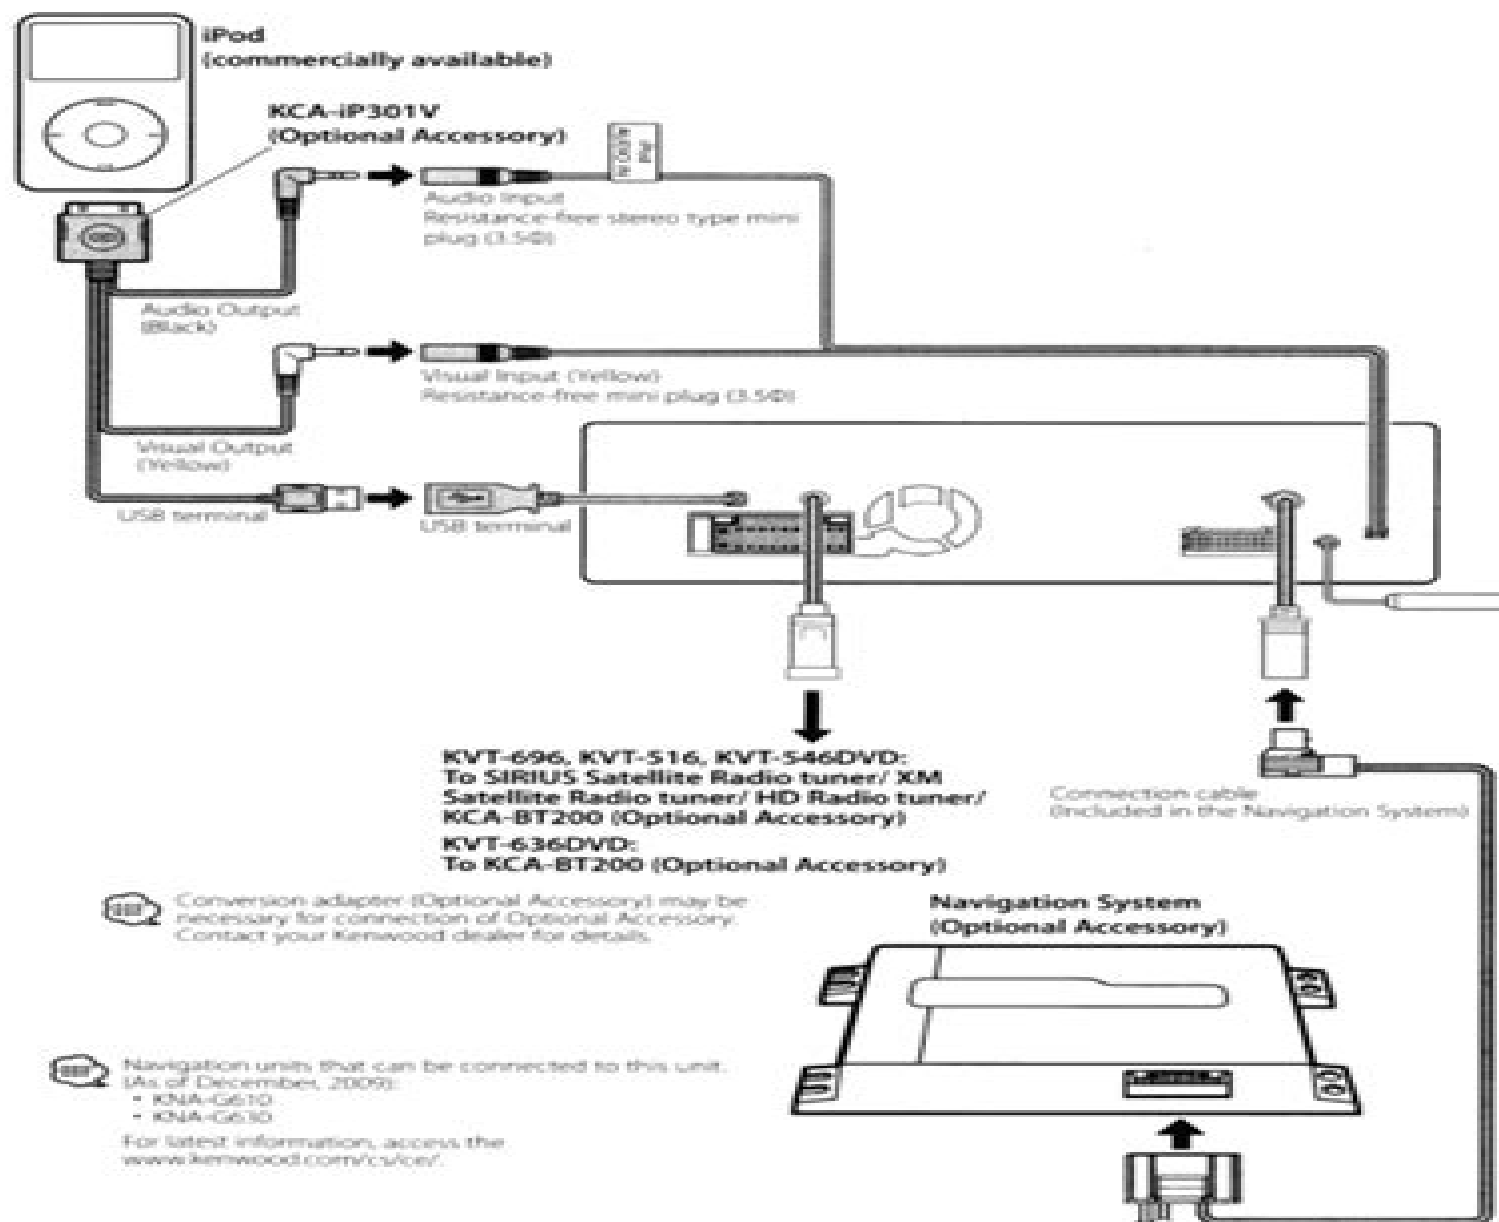 iPod
(commercially available)
KCA-iP301V
(Optional Accessory)
Audio Input
Resistance-free stereo type mini
plug (3.5Φ)
Audio Output
(Black)
Visual Input (Yellow)
Resistance-free mini plug (3.5Φ)
Visual Output
(Yellow)
USB terminal
USB terminal
KVT-696, KVT-516, KVT-546DVD:
To SIRIUS Satellite Radio tuner/ XM
Satellite Radio tuner/ HD Radio tuner/
KCA-BT200 (Optional Accessory)
KVT-636DVD:
To KCA-BT200 (Optional Accessory)
Connection cable
(Included in the Navigation System)
Conversion adapter (Optional Accessory) may be
necessary for connection of Optional Accessory.
Contact your Kenwood dealer for details.
Navigation System
(Optional Accessory)
Navigation units that can be connected to this unit.
(As of December, 2009):
• KNA-G610
• KNA-G630
For latest information, access the
www.kenwood.com/cs/ce/.